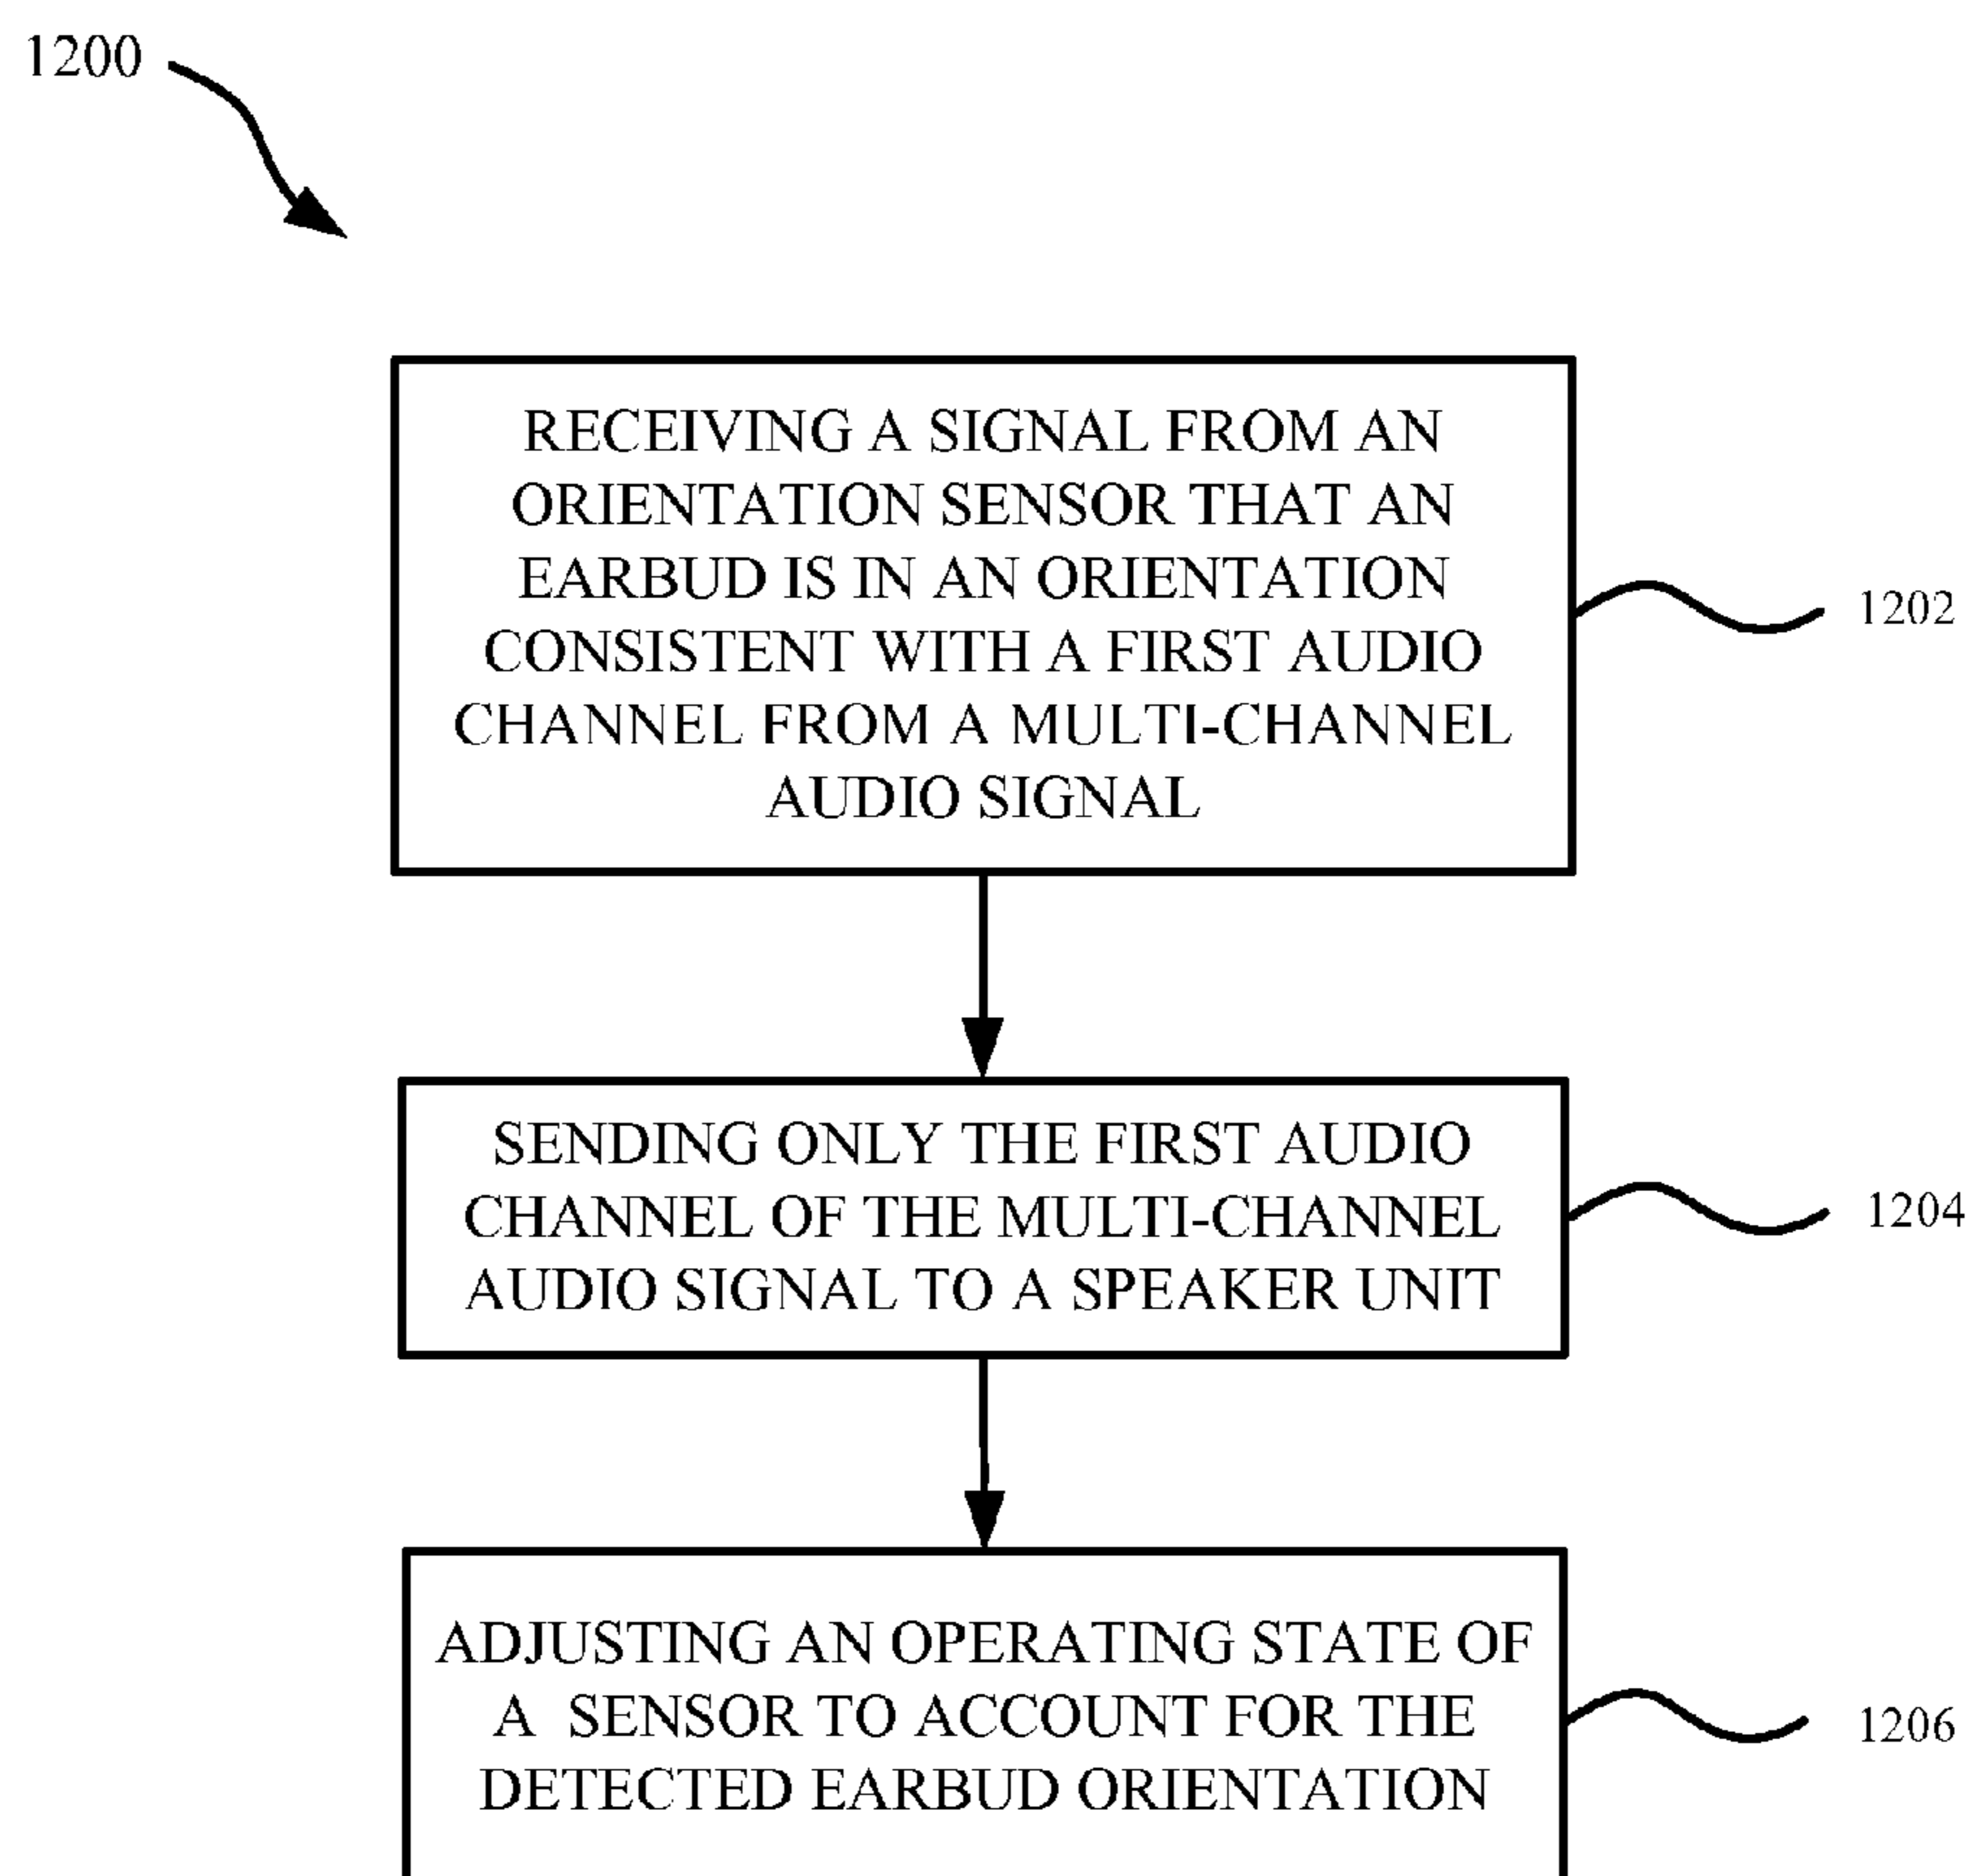 1200
RECEIVING A SIGNAL FROM AN
ORIENTATION SENSOR THAT AN
EARBUD IS IN AN ORIENTATION
CONSISTENT WITH A FIRST AUDIO
CHANNEL FROM A MULTI-CHANNEL
AUDIO SIGNAL
1202
SENDING ONLY THE FIRST AUDIO
CHANNEL OF THE MULTI-CHANNEL
AUDIO SIGNAL TO A SPEAKER UNIT
1204
ADJUSTING AN OPERATING STATE OF
A SENSOR TO ACCOUNT FOR THE
DETECTED EARBUD ORIENTATION
1206